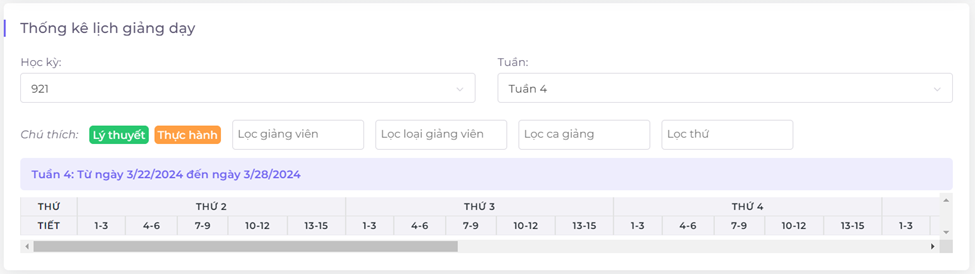 Thống kê lịch giảng dạy
Học kỳ: Tuần:
921 Tuần 4
Chú thích: Lý thuyết Thực hành Lọc giảng viên Lọc loại giảng viên Lọc ca giảng Lọc thứ
Tuần 4: Từ ngày 3/22/2024 đến ngày 3/28/2024
THỨ THỨ 2 THỨ 3 THỨ 4
TIẾT 1-3 4-6 7-9 10-12 13-15 1-3 4-6 7-9 10-12 13-15 1-3 4-6 7-9 10-12 13-15 1-3